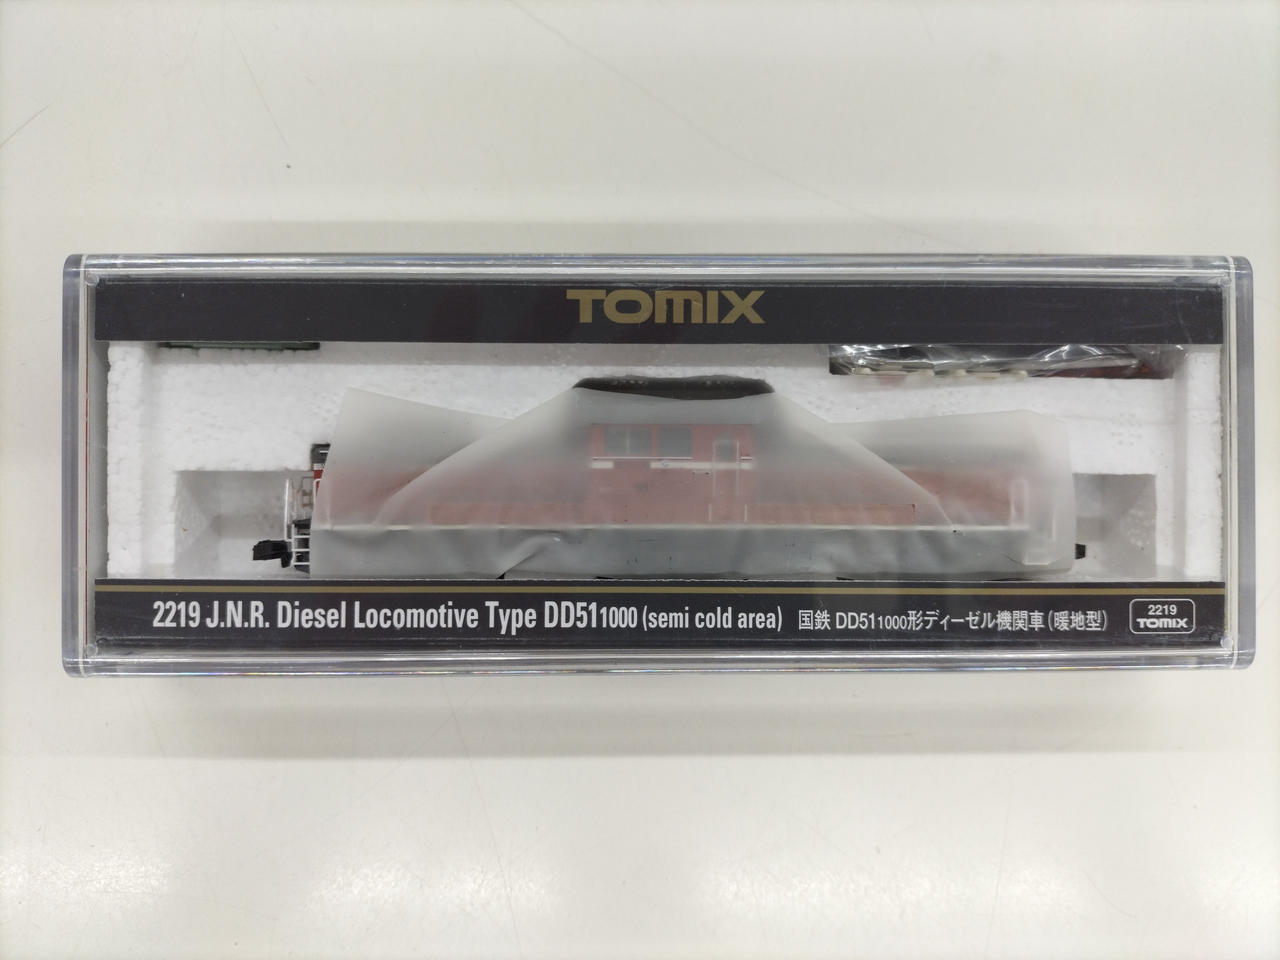 TOMIX
2219 J.N.R. Diesel Locomotive Type DD511000 (semi cold area) 国鉄 DD511000形ディーゼル機関車(暖地型)
2219
TOMIX